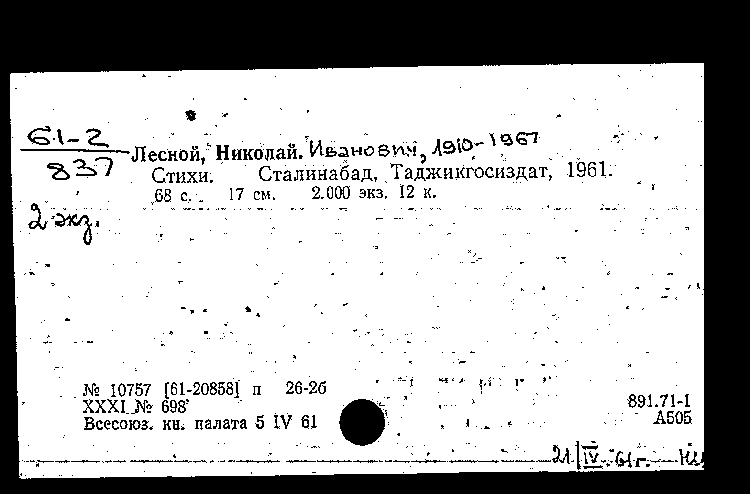 61-2
837
Лесной, Николай. Иванович, 1910-1967
Стихи. Сталинабад, Таджикгосиздат, 1961.
68 с. 17 см. 2.000 экз. 12 к.
2 экз.
№ 10757 [61-20858] п 26-26
XXXI № 698
Всесоюз. кн. палата 5 IV 61
891.71-1
А505
21/IV-61г.